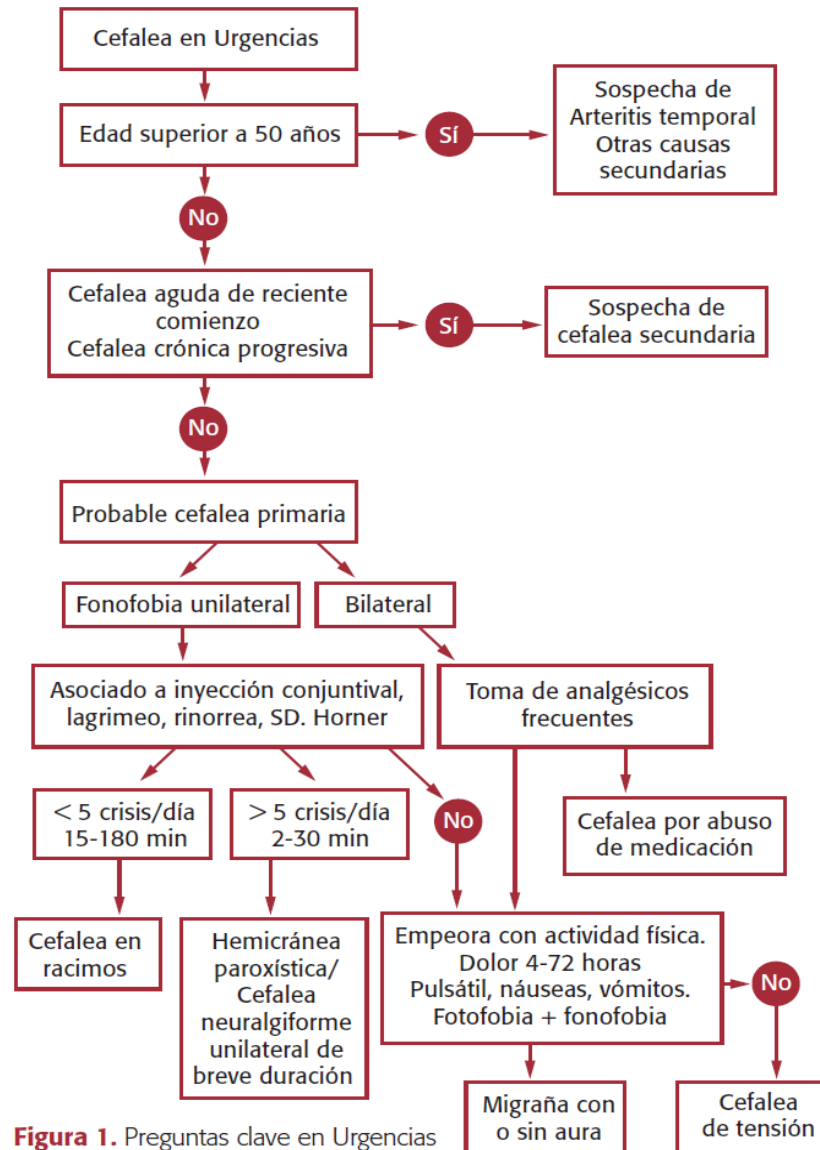 Cefalea en Urgencias
Edad superior a 50 años
Sí
Sospecha de
Arteritis temporal
Otras causas
secundarias
No
Cefalea aguda de reciente
comienzo
Cefalea crónica progresiva
Sí
Sospecha de
cefalea secundaria
No
Probable cefalea primaria
Fonofobia unilateral
Bilateral
Asociado a inyección conjuntival,
lagrimeo, rinorrea, SD. Horner
Toma de analgésicos
frecuentes
< 5 crisis/día
15-180 min
> 5 crisis/día
2-30 min
No
Cefalea por abuso
de medicación
Cefalea en
racimos
Hemicránea
paroxística/
Cefalea
neuralgiforme
unilateral de
breve duración
Empeora con actividad física.
Dolor 4-72 horas
Pulsátil, náuseas, vómitos.
Fotofobia + fonofobia
No
Migraña con
o sin aura
Cefalea
de tensión
Figura 1. Preguntas clave en Urgencias